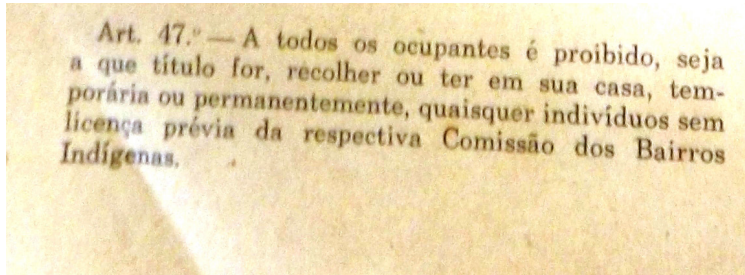 Art. 47.º — A todos os ocupantes é proibido, seja
a que título for, recolher ou ter em sua casa, tem-
porária ou permanentemente, quaisquer indivíduos sem
licença prévia da respectiva Comissão dos Bairros
Indígenas.